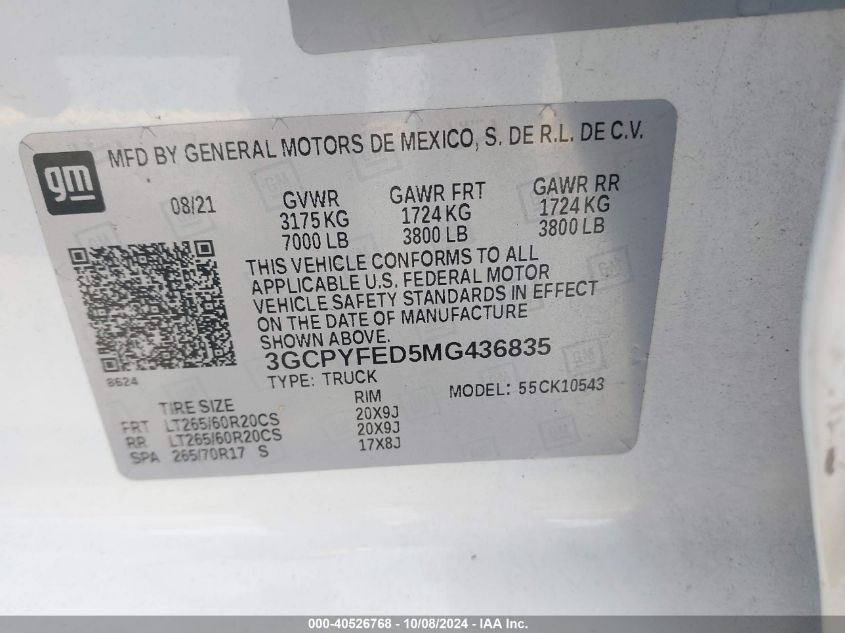 MFD BY GENERAL MOTORS DE MEXICO, S. DE R.L. DE C.V.
gm
08/21
GVWR GAWR FRT GAWR RR
3175 KG 1724 KG 1724 KG
7000 LB 3800 LB 3800 LB
THIS VEHICLE CONFORMS TO ALL
APPLICABLE U.S. FEDERAL MOTOR
VEHICLE SAFETY STANDARDS IN EFFECT
ON THE DATE OF MANUFACTURE
SHOWN ABOVE.
3GCPYFED5MG436835
8624
TYPE: TRUCK MODEL: 55CK10543
TIRE SIZE RIM
FRT LT265/60R20CS 20X9J
RR LT265/60R20CS 20X9J
SPA 265/70R17 S 17X8J
000-40526768 - 10/08/2024 - IAA Inc.